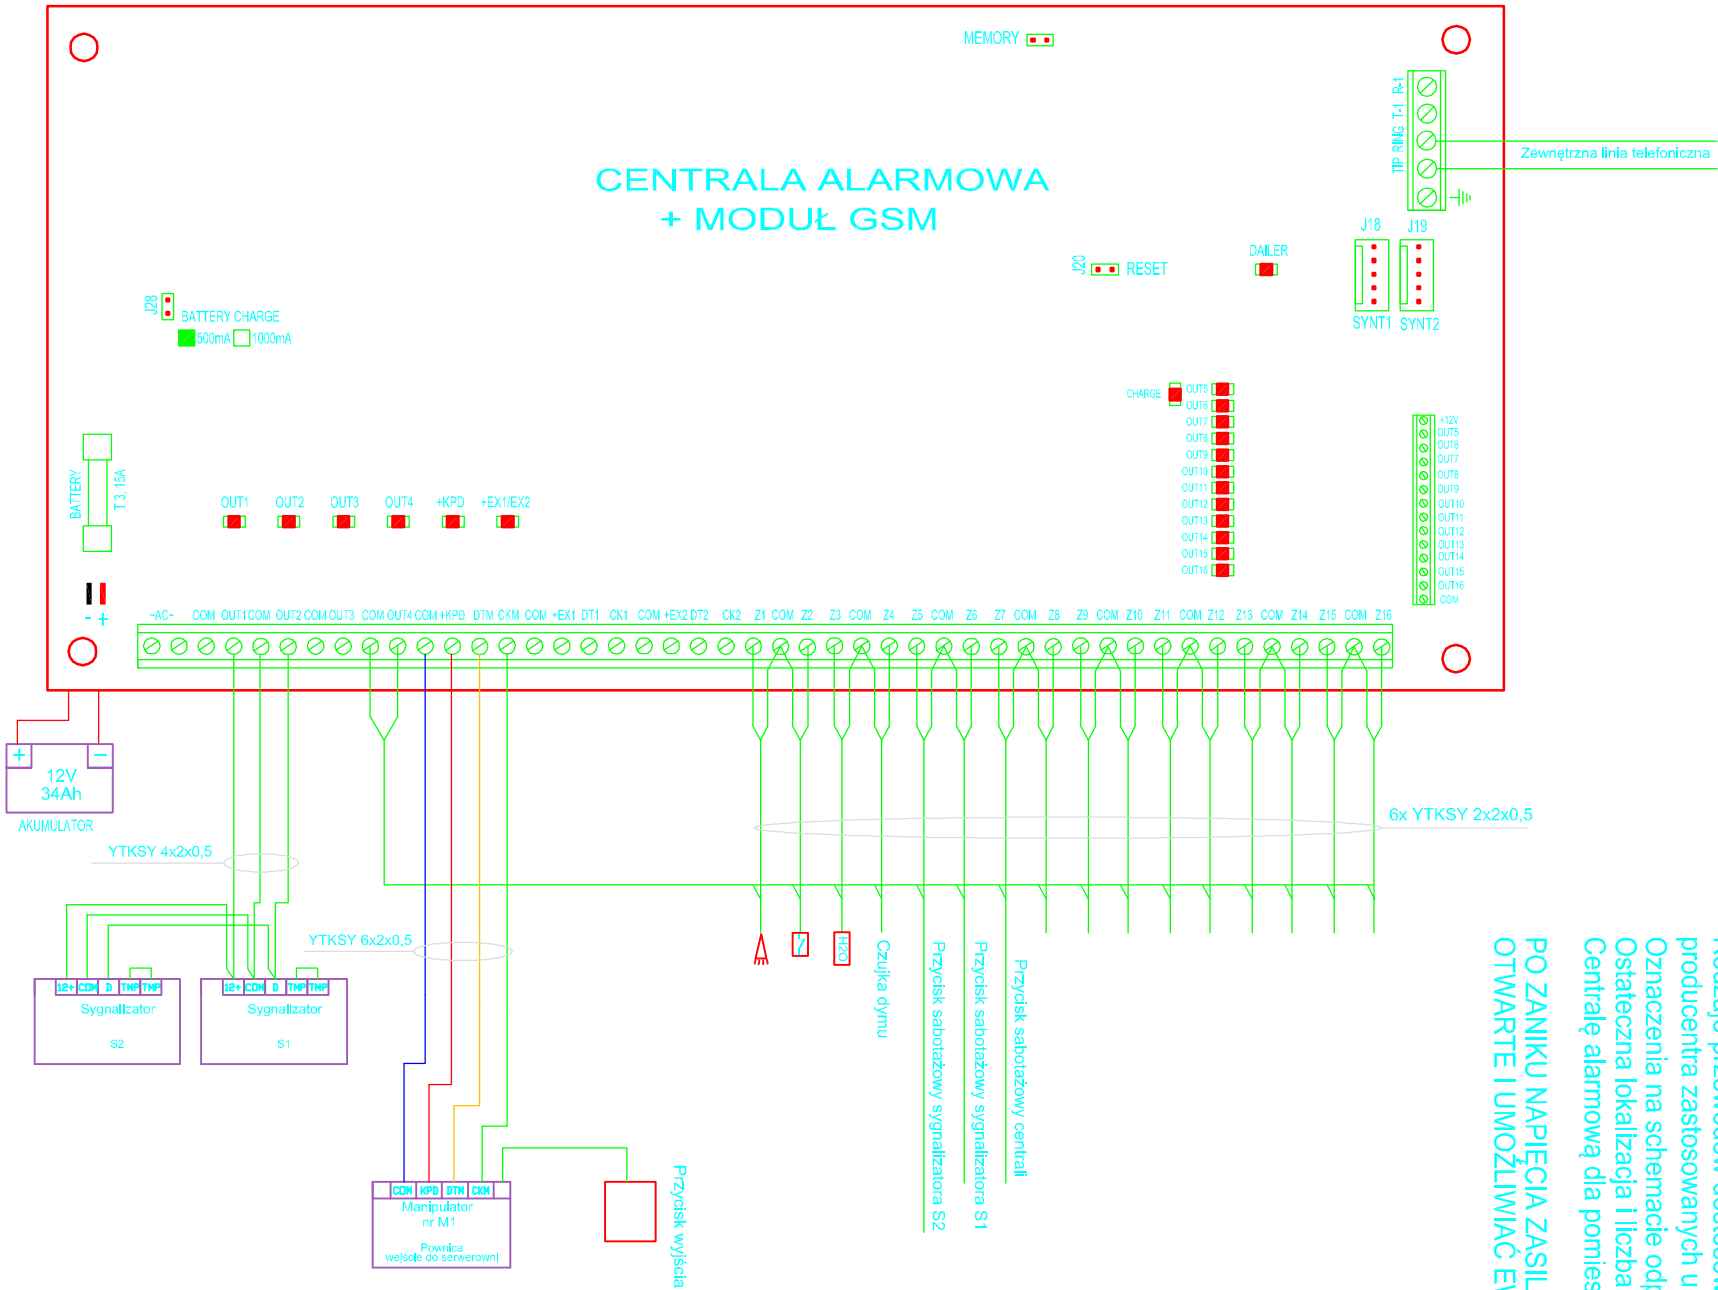 MEMORY
R-1
T-1
RING
TIP
Zewnętrzna linia telefoniczna
CENTRALA ALARMOWA
+ MODUŁ GSM
J18
J19
SYNT1
SYNT2
J20
RESET
DAILER
J28
BATTERY CHARGE
500mA
1000mA
CHARGE
OUT5
OUT6
OUT7
OUT8
OUT9
OUT10
OUT11
OUT12
OUT13
OUT14
OUT15
OUT16
+12V
OUT5
OUT6
OUT7
OUT8
OUT9
OUT10
OUT11
OUT12
OUT13
OUT14
OUT15
OUT16
COM
BATTERY
T 3, 15A
OUT1
OUT2
OUT3
OUT4
+KPD
+EX1/EX2
- +
~AC~ COM OUT1 COM OUT2 COM OUT3 COM OUT4 COM +KPD DTM CKM COM +EX1 DT1 CK1 COM +EX2 DT2 CK2 Z1 COM Z2 Z3 COM Z4 Z5 COM Z6 Z7 COM Z8 Z9 COM Z10 Z11 COM Z12 Z13 COM Z14 Z15 COM Z16
+ −
12V
34Ah
AKUMULATOR
YTKSY 4x2x0,5
YTKSY 6x2x0,5
6x YTKSY 2x2x0,5
12+ COM D TMP TMP
Sygnalizator
S2
12+ COM D TMP TMP
Sygnalizator
S1
H2O
Czujka dymu
Przycisk sabotażowy sygnalizatora S2
Przycisk sabotażowy sygnalizatora S1
Przycisk sabotażowy centrali
COM KPD DTM CKM
Manipulator
nr M1
Pownica
wejście do serwerowni
Przycisk wyjścia
producentra zastosowanych u
Oznaczenia na schemacie odp
Ostateczna lokalizacja i liczba
Centralę alarmową dla pomies
PO ZANIKU NAPIĘCIA ZASIL
OTWARTE I UMOŻLIWIAĆ EW